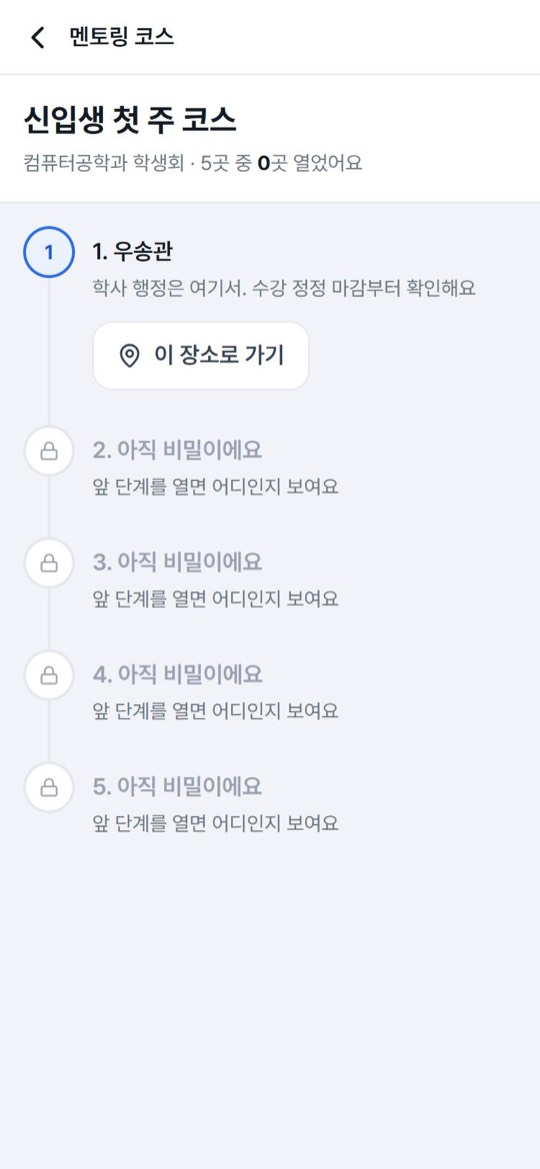 멘토링 코스
신입생 첫 주 코스
컴퓨터공학과 학생회 · 5곳 중 0곳 열었어요
1
1. 우송관
학사 행정은 여기서. 수강 정정 마감부터 확인해요
이 장소로 가기
2. 아직 비밀이에요
앞 단계를 열면 어디인지 보여요
3. 아직 비밀이에요
앞 단계를 열면 어디인지 보여요
4. 아직 비밀이에요
앞 단계를 열면 어디인지 보여요
5. 아직 비밀이에요
앞 단계를 열면 어디인지 보여요